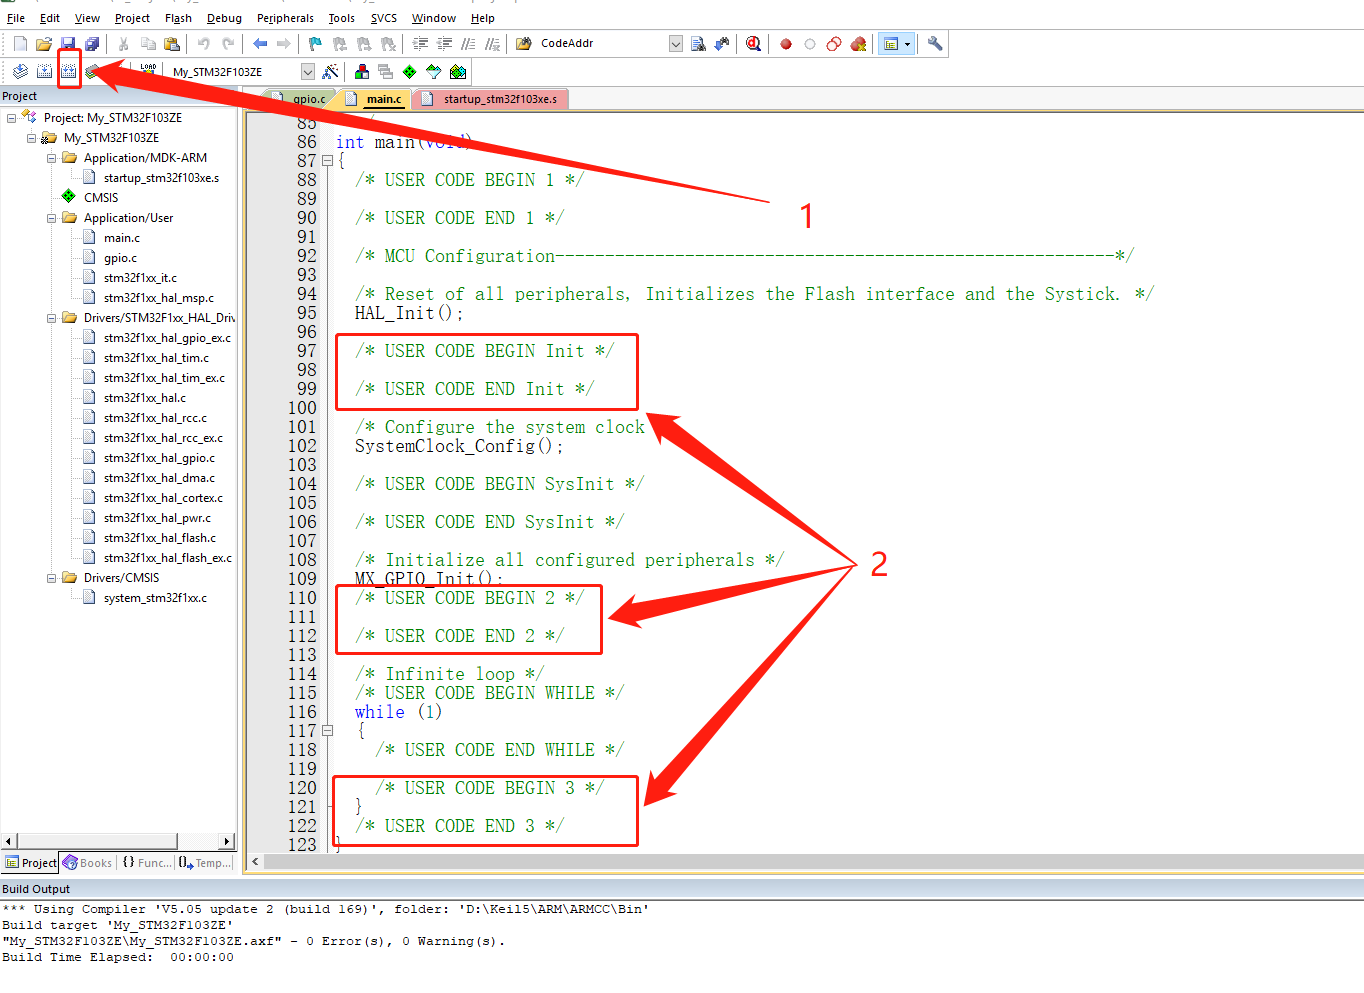 File Edit View Project Flash Debug Peripherals Tools SVCS Window Help
CodeAddr
LOAD
My_STM32F103ZE
Project
gpio.c main.c startup_stm32f103xe.s
Project: My_STM32F103ZE
My_STM32F103ZE
Application/MDK-ARM
startup_stm32f103xe.s
CMSIS
Application/User
main.c
gpio.c
stm32f1xx_it.c
stm32f1xx_hal_msp.c
Drivers/STM32F1xx_HAL_Driv
stm32f1xx_hal_gpio_ex.c
stm32f1xx_hal_tim.c
stm32f1xx_hal_tim_ex.c
stm32f1xx_hal.c
stm32f1xx_hal_rcc.c
stm32f1xx_hal_rcc_ex.c
stm32f1xx_hal_gpio.c
stm32f1xx_hal_dma.c
stm32f1xx_hal_cortex.c
stm32f1xx_hal_pwr.c
stm32f1xx_hal_flash.c
stm32f1xx_hal_flash_ex.c
Drivers/CMSIS
system_stm32f1xx.c
Project Books {} Func... Temp...
85
86 int main(void)
87 {
88 /* USER CODE BEGIN 1 */
89
90 /* USER CODE END 1 */
91
92 /* MCU Configuration--------------------------------------------------------*/
93
94 /* Reset of all peripherals, Initializes the Flash interface and the Systick. */
95 HAL_Init();
96
97 /* USER CODE BEGIN Init */
98
99 /* USER CODE END Init */
100
101 /* Configure the system clock
102 SystemClock_Config();
103
104 /* USER CODE BEGIN SysInit */
105
106 /* USER CODE END SysInit */
107
108 /* Initialize all configured peripherals */
109 MX_GPIO_Init();
110 /* USER CODE BEGIN 2 */
111
112 /* USER CODE END 2 */
113
114 /* Infinite loop */
115 /* USER CODE BEGIN WHILE */
116 while (1)
117 {
118 /* USER CODE END WHILE */
119
120 /* USER CODE BEGIN 3 */
121 }
122 /* USER CODE END 3 */
123 }
1
2
Build Output
*** Using Compiler 'V5.05 update 2 (build 169)', folder: 'D:\Keil5\ARM\ARMCC\Bin'
Build target 'My_STM32F103ZE'
"My_STM32F103ZE\My_STM32F103ZE.axf" - 0 Error(s), 0 Warning(s).
Build Time Elapsed:  00:00:00